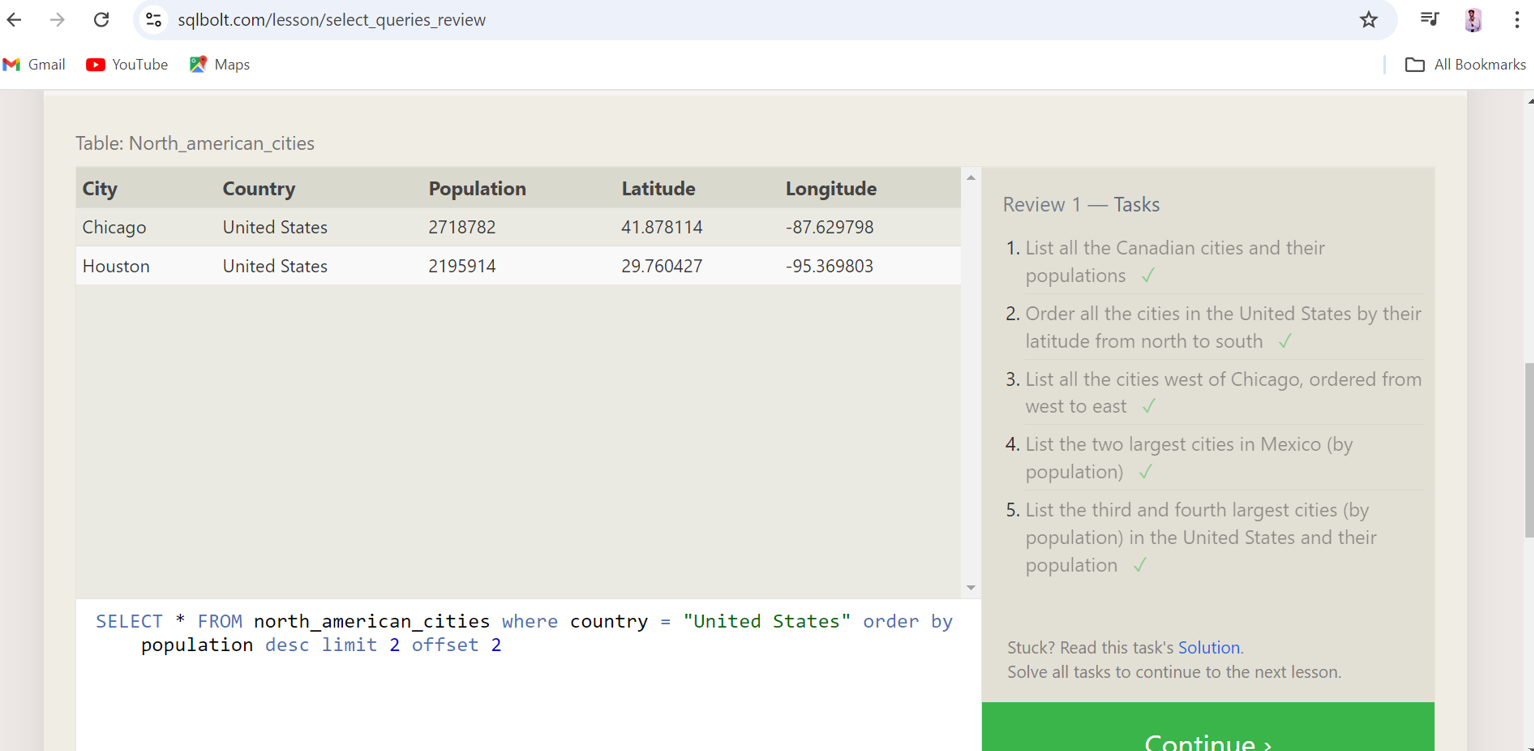 sqlbolt.com/lesson/select_queries_review
Gmail YouTube Maps All Bookmarks
Table: North_american_cities
City Country Population Latitude Longitude
Chicago United States 2718782 41.878114 -87.629798
Houston United States 2195914 29.760427 -95.369803
SELECT * FROM north_american_cities where country = "United States" order by
population desc limit 2 offset 2
Review 1 — Tasks
1. List all the Canadian cities and their
populations ✓
2. Order all the cities in the United States by their
latitude from north to south ✓
3. List all the cities west of Chicago, ordered from
west to east ✓
4. List the two largest cities in Mexico (by
population) ✓
5. List the third and fourth largest cities (by
population) in the United States and their
population ✓
Stuck? Read this task's Solution.
Solve all tasks to continue to the next lesson.
Continue ›